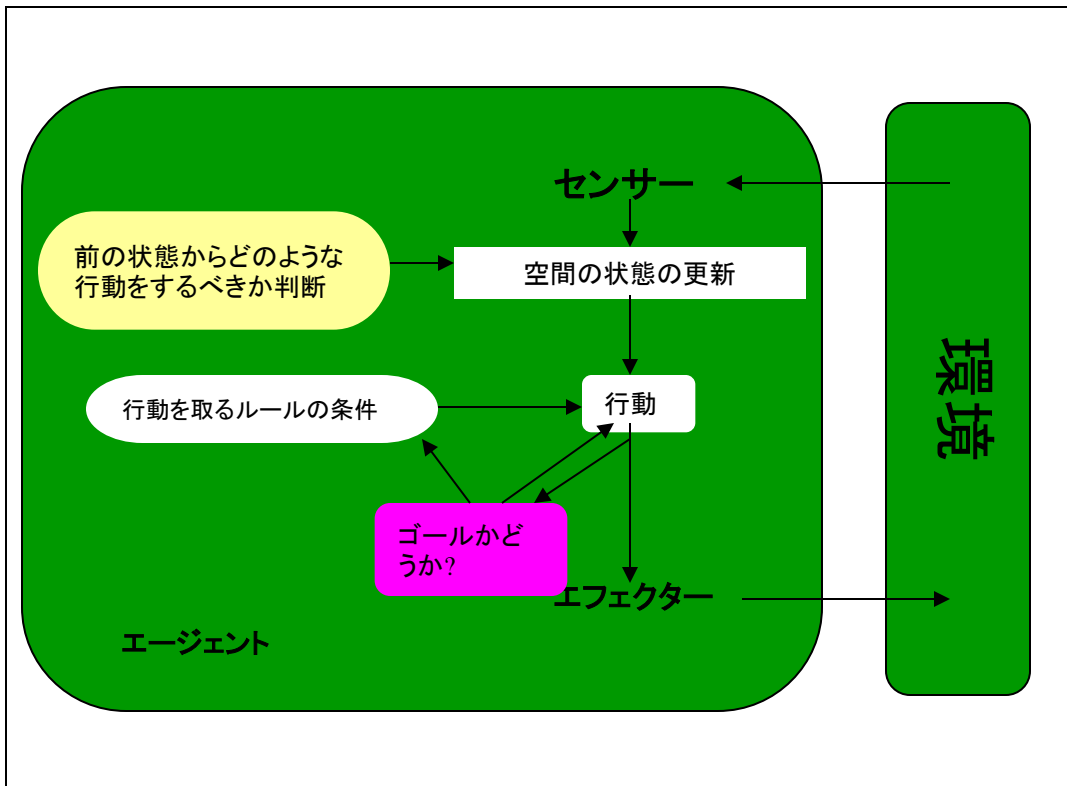 センサー
前の状態からどのような
行動をするべきか判断
空間の状態の更新
環境
行動を取るルールの条件
行動
ゴールかど
うか?
エフェクター
エージェント